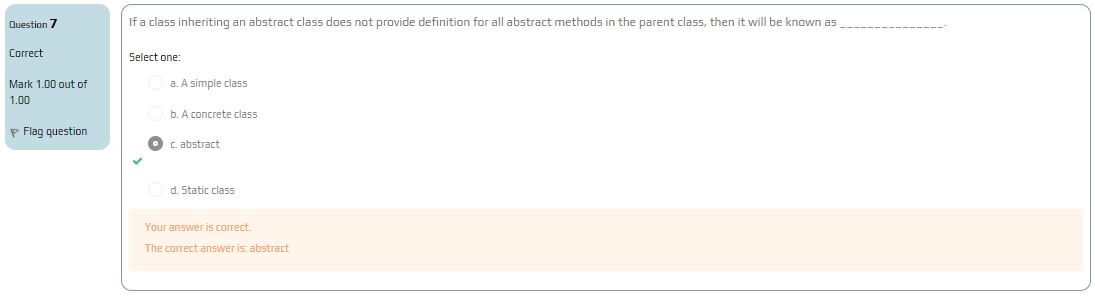 Question 7
Correct
Mark 1.00 out of
1.00
Flag question
If a class inheriting an abstract class does not provide definition for all abstract methods in the parent class, then it will be known as _______________.
Select one:
a. A simple class
b. A concrete class
c. abstract
d. Static class
Your answer is correct.
The correct answer is: abstract